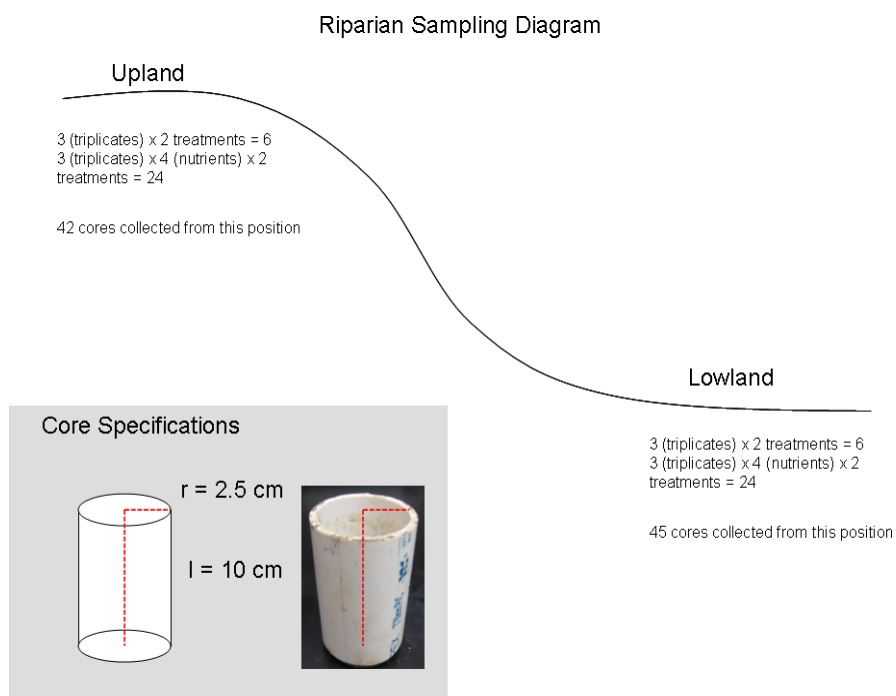 Riparian Sampling Diagram
Upland
3 (triplicates) x 2 treatments = 6
3 (triplicates) x 4 (nutrients) x 2
treatments = 24
42 cores collected from this position
Lowland
3 (triplicates) x 2 treatments = 6
3 (triplicates) x 4 (nutrients) x 2
treatments = 24
45 cores collected from this position
Core Specifications
r = 2.5 cm
l = 10 cm